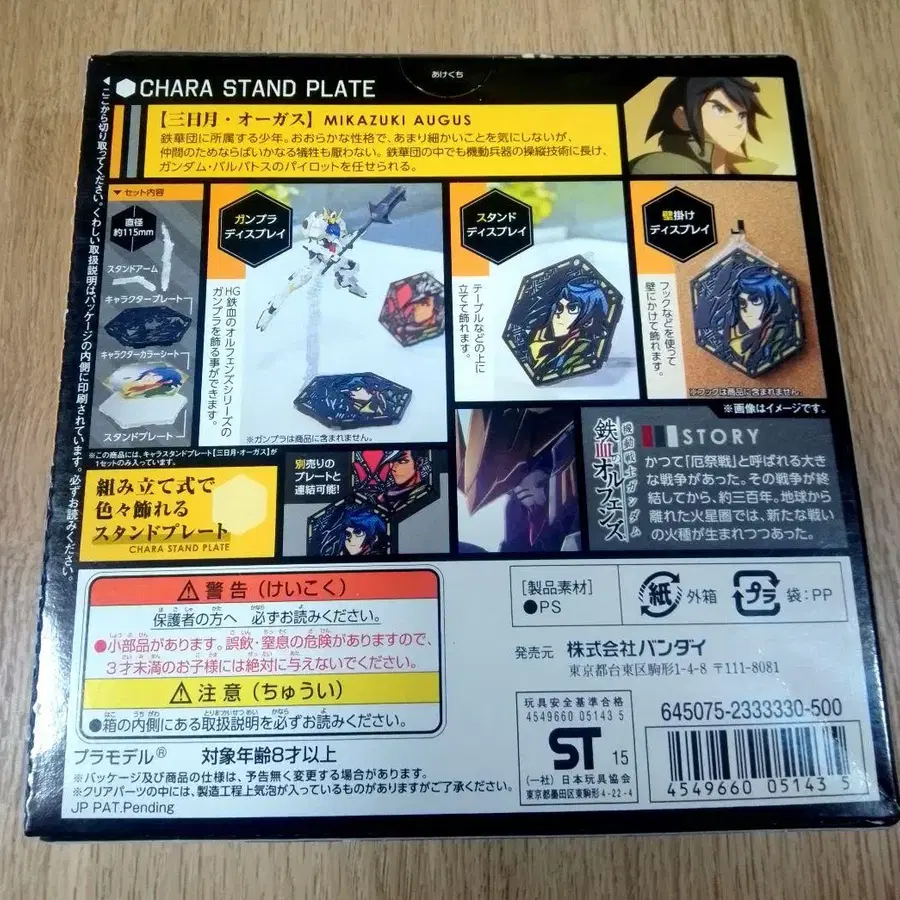 あけくち
CHARA STAND PLATE
【三日月・オーガス】 MIKAZUKI AUGUS
鉄華団に所属する少年。おおらかな性格で、あまり細かいことを気にしないが、
仲間のためならばいかなる犠牲も厭わない。鉄華団の中でも機動兵器の操縦技術に長け、
ガンダム・バルバトスのパイロットを任せられる。
◀ここから切り取ってください。くわしい取扱説明はパッケージの内側に印刷されています。必ずお読みください。
▼セット内容
直径
約115mm
スタンドアーム
キャラクタープレート
キャラクターカラーシート
スタンドプレート
※この商品には、キャラスタンドプレート【三日月・オーガス】が
1セットのみ入っています。
ガンプラ
ディスプレイ
HG鉄血のオルフェンズシリーズの
ガンプラを飾る事ができます。
※ガンプラは商品に含まれません。
スタンド
ディスプレイ
テーブルなどの上に
立てて飾れます。
壁掛け
ディスプレイ
フックなどを使って
壁にかけて飾れます。
※フックは商品に含まれません。
※画像はイメージです。
組み立て式で
色々飾れる
スタンドプレート
CHARA STAND PLATE
別売りの
プレートと
連結可能!
機動戦士ガンダム
鉄血のオルフェンズ
STORY
かつて「厄祭戦」と呼ばれる大き
な戦争があった。その戦争が終
結してから、約三百年。地球から
離れた火星圏では、新たな戦い
の火種が生まれつつあった。
警告（けいこく）
保護者の方へ 必ずお読みください。
●小部品があります。誤飲・窒息の危険がありますので、
3才未満のお子様には絶対に与えないでください。
注意（ちゅうい）
●箱の内側にある取扱説明を必ずお読みください。
プラモデル® 対象年齢8才以上
※パッケージ及び商品の仕様は、予告無く変更する場合があります。
※クリアパーツの中には、製造工程上気泡が入っているものがありますがご了承ください。
JP PAT.Pending
[製品素材]
●PS
紙 外箱
プラ 袋:PP
発売元 株式会社バンダイ
東京都台東区駒形1-4-8 〒111-8081
玩具安全基準合格
4549660 05143 5
ST 15
(一社) 日本玩具協会
東京都墨田区東駒形4-22-4
645075-2333330-500
4549660 05143 5